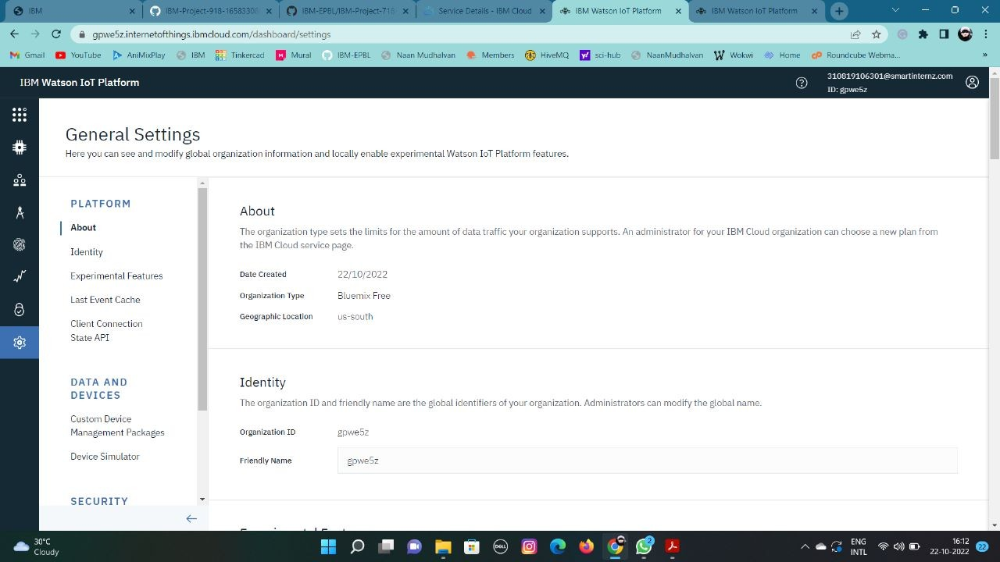 IBM
IBM-Project-918-16583308
IBM-EPBL/IBM-Project-718
Service Details - IBM Cloud
IBM Watson IoT Platform
IBM Watson IoT Platform
gpwe5z.internetofthings.ibmcloud.com/dashboard/settings
Gmail
YouTube
AniMixPlay
IBM
Tinkercad
Mural
IBM-EPBL
Naan Mudhalvan
Members
HiveMQ
sci-hub
NaanMudhalvan
Wokwi
Home
Roundcube Webma...
»
IBM Watson IoT Platform
310819106301@smartinternz.com
ID: gpwe5z
General Settings
Here you can see and modify global organization information and locally enable experimental Watson IoT Platform features.
PLATFORM
About
Identity
Experimental Features
Last Event Cache
Client Connection
State API
DATA AND
DEVICES
Custom Device
Management Packages
Device Simulator
SECURITY
About
The organization type sets the limits for the amount of data traffic your organization supports. An administrator for your IBM Cloud organization can choose a new plan from
the IBM Cloud service page.
Date Created 22/10/2022
Organization Type Bluemix Free
Geographic Location us-south
Identity
The organization ID and friendly name are the global identifiers of your organization. Administrators can modify the global name.
Organization ID gpwe5z
Friendly Name gpwe5z
30°C
Cloudy
DELL
2
ENG
INTL
16:12
22-10-2022
22